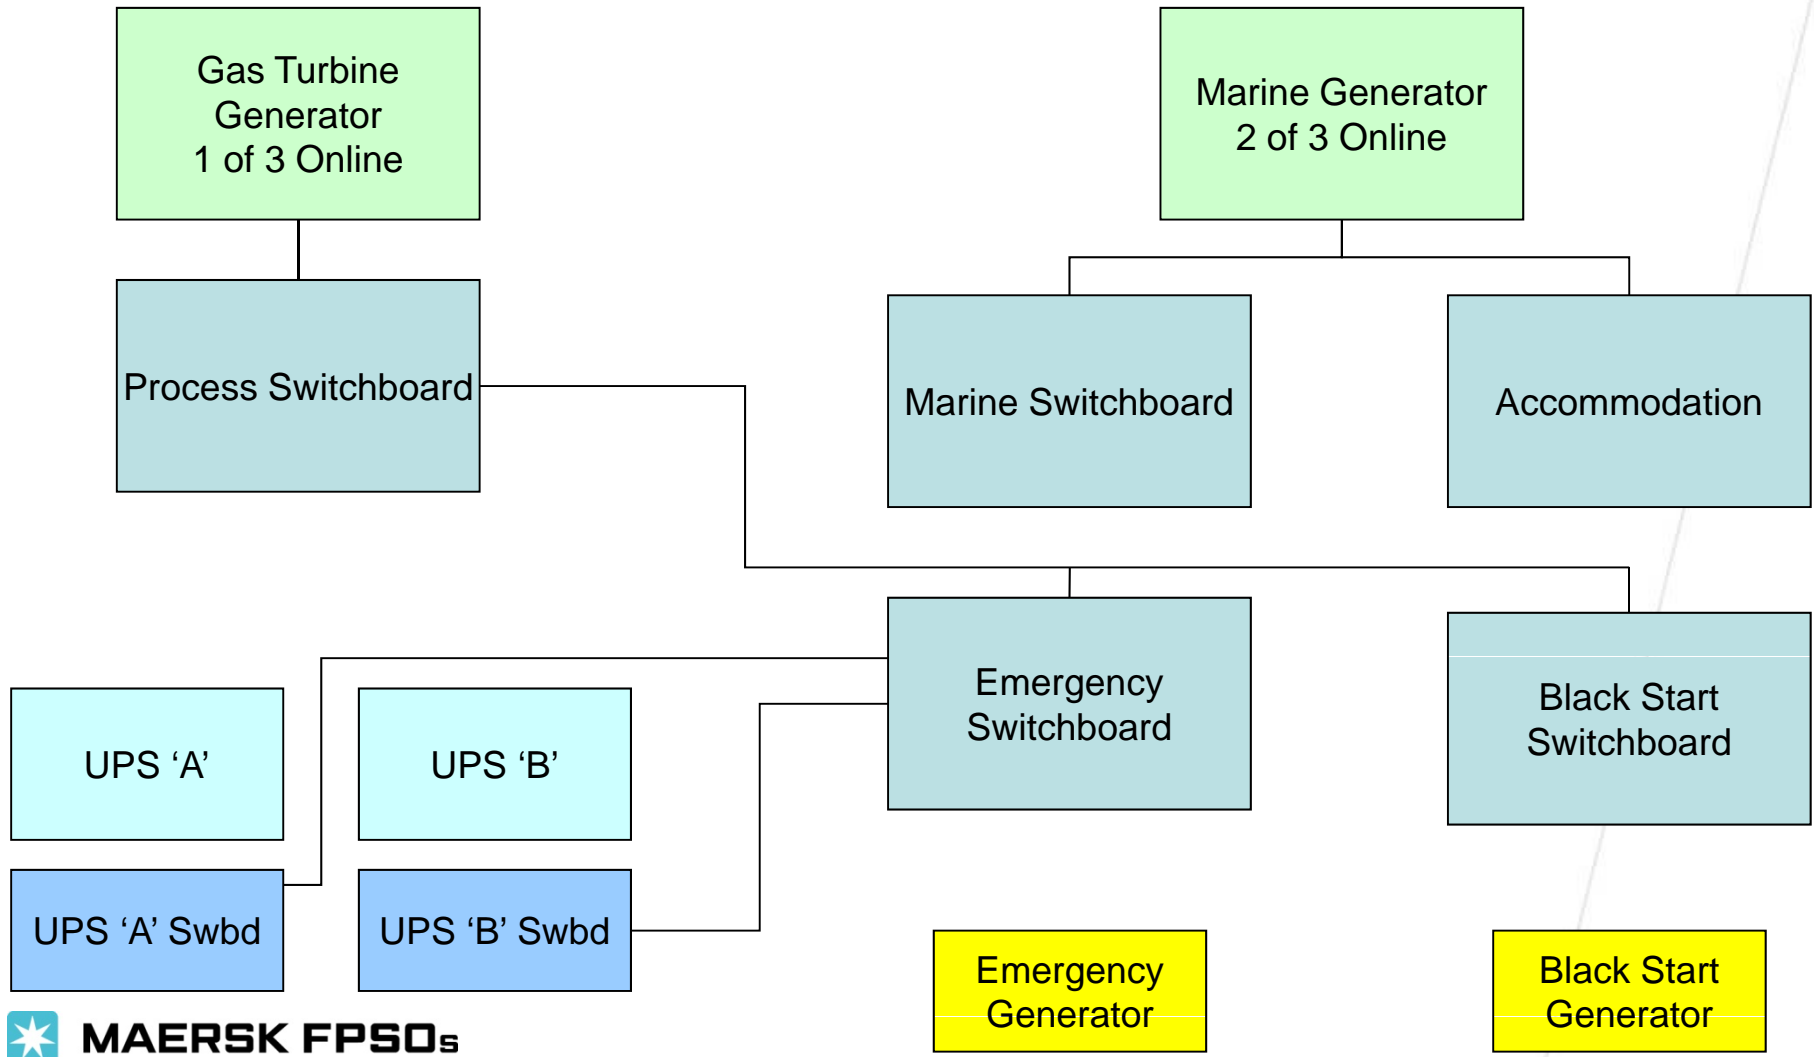 Gas Turbine
Generator
1 of 3 Online
Marine Generator
2 of 3 Online
Process Switchboard
Marine Switchboard
Accommodation
Emergency
Switchboard
Black Start
Switchboard
UPS ‘A’
UPS ‘B’
UPS ‘A’ Swbd
UPS ‘B’ Swbd
Emergency
Generator
Black Start
Generator
MAERSK FPSOs